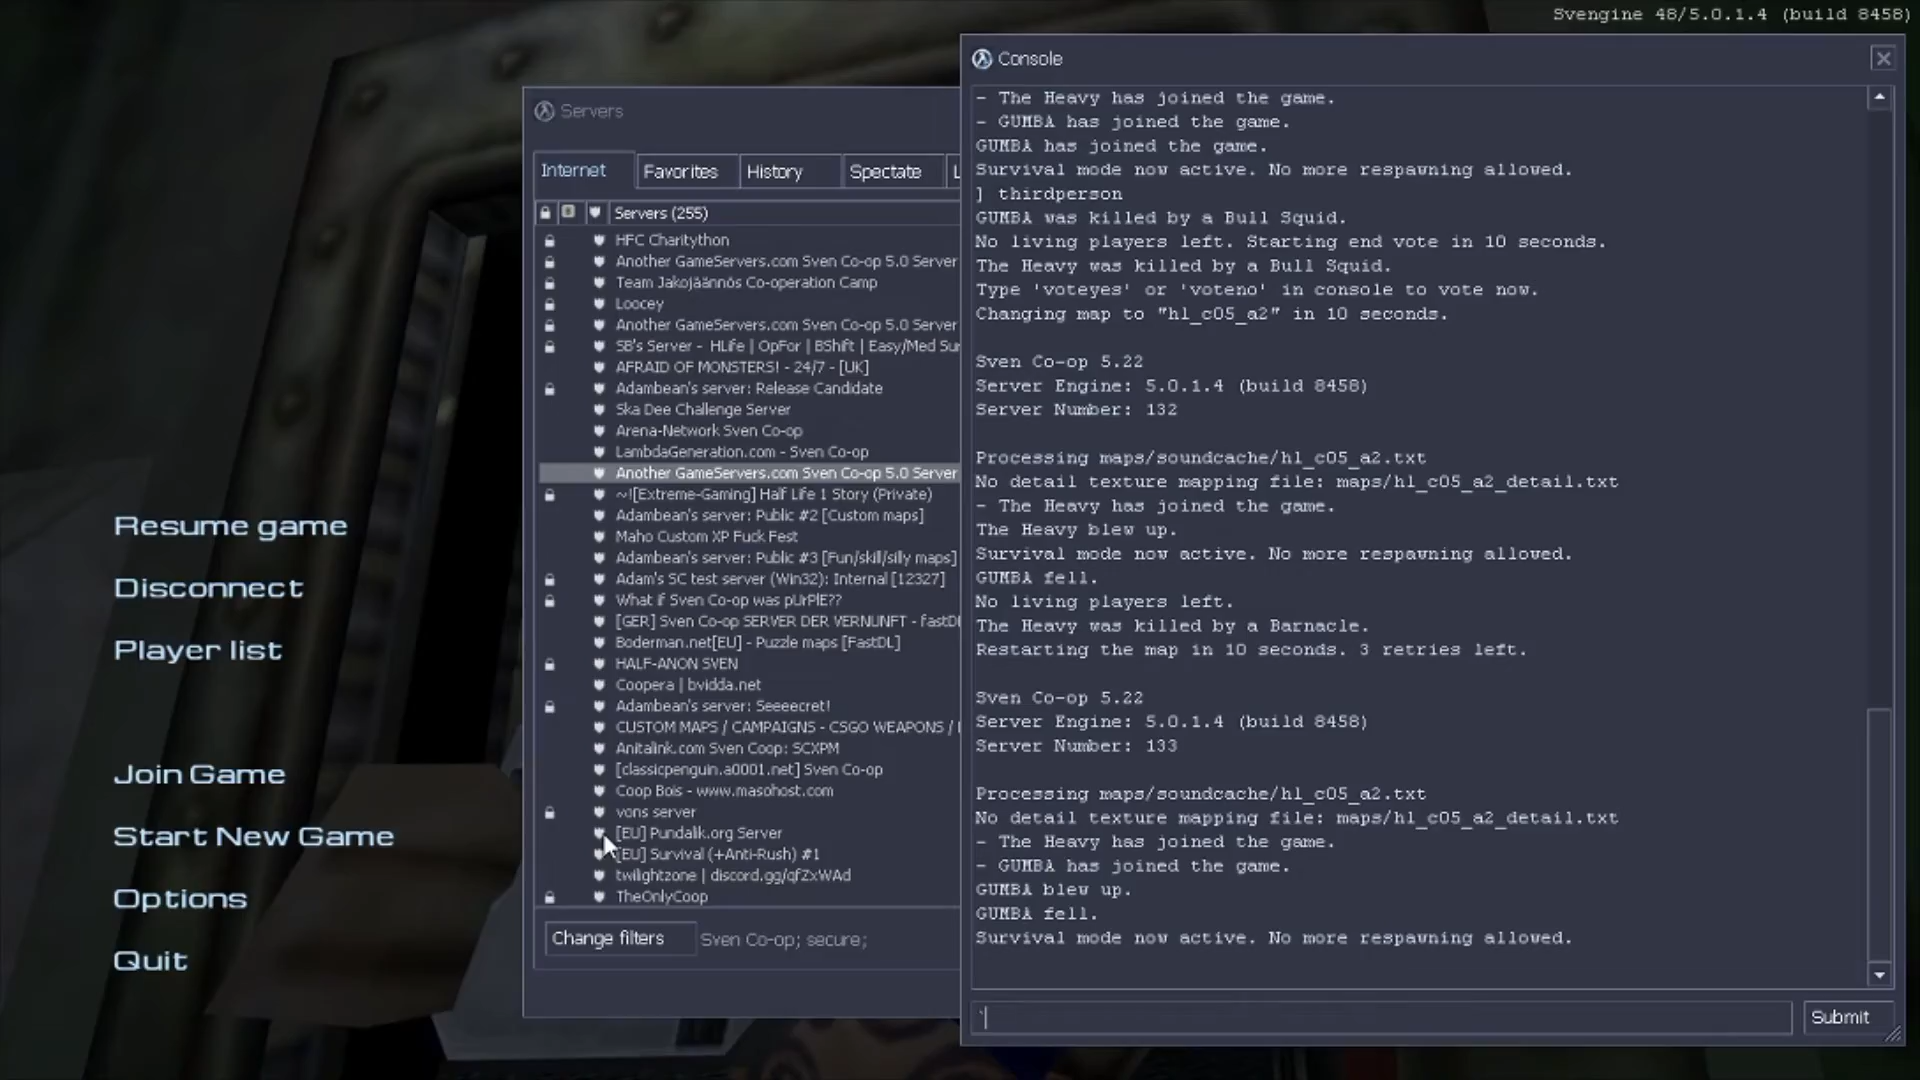 Svengine 48/5.0.1.4 (build 8458)
Resume game
Disconnect
Player list
Join Game
Start New Game
Options
Quit
Servers
Internet
Favorites
History
Spectate
L
Servers (255)
HFC Charitython
Another GameServers.com Sven Co-op 5.0 Server
Team Jakojäännös Co-operation Camp
Loocey
Another GameServers.com Sven Co-op 5.0 Server
SB's Server - HLife | OpFor | BShift | Easy/Med Sur
AFRAID OF MONSTERS! - 24/7 - [UK]
Adambean's server: Release Candidate
Ska Dee Challenge Server
Arena-Network Sven Co-op
LambdaGeneration.com - Sven Co-op
Another GameServers.com Sven Co-op 5.0 Server
~![Extreme-Gaming] Half Life 1 Story (Private)
Adambean's server: Public #2 [Custom maps]
Maho Custom XP Fuck Fest
Adambean's server: Public #3 [Fun/skill/silly maps]
Adam's SC test server (Win32): Internal [12327]
What if Sven Co-op was pUrPlE??
[GER] Sven Co-op SERVER DER VERNUNFT - fastDl
Boderman.net[EU] - Puzzle maps [FastDL]
HALF-ANON SVEN
Coopera | bvidda.net
Adambean's server: Seeeecret!
CUSTOM MAPS / CAMPAIGNS - CSGO WEAPONS /
Anitalink.com Sven Coop: SCXPM
[classicpenguin.a0001.net] Sven Co-op
Coop Bois - www.masohost.com
vons server
[EU] Pundalik.org Server
[EU] Survival (+Anti-Rush) #1
twilightzone | discord.gg/qfZxWAd
TheOnlyCoop
Change filters
Sven Co-op; secure;
Console
- The Heavy has joined the game.
- GUMBA has joined the game.
GUMBA has joined the game.
Survival mode now active. No more respawning allowed.
] thirdperson
GUMBA was killed by a Bull Squid.
No living players left. Starting end vote in 10 seconds.
The Heavy was killed by a Bull Squid.
Type 'voteyes' or 'voteno' in console to vote now.
Changing map to "hl_c05_a2" in 10 seconds.
Sven Co-op 5.22
Server Engine: 5.0.1.4 (build 8458)
Server Number: 132
Processing maps/soundcache/hl_c05_a2.txt
No detail texture mapping file: maps/hl_c05_a2_detail.txt
- The Heavy has joined the game.
The Heavy blew up.
Survival mode now active. No more respawning allowed.
GUMBA fell.
No living players left.
The Heavy was killed by a Barnacle.
Restarting the map in 10 seconds. 3 retries left.
Sven Co-op 5.22
Server Engine: 5.0.1.4 (build 8458)
Server Number: 133
Processing maps/soundcache/hl_c05_a2.txt
No detail texture mapping file: maps/hl_c05_a2_detail.txt
- The Heavy has joined the game.
- GUMBA has joined the game.
GUMBA blew up.
GUMBA fell.
Survival mode now active. No more respawning allowed.
`
Submit